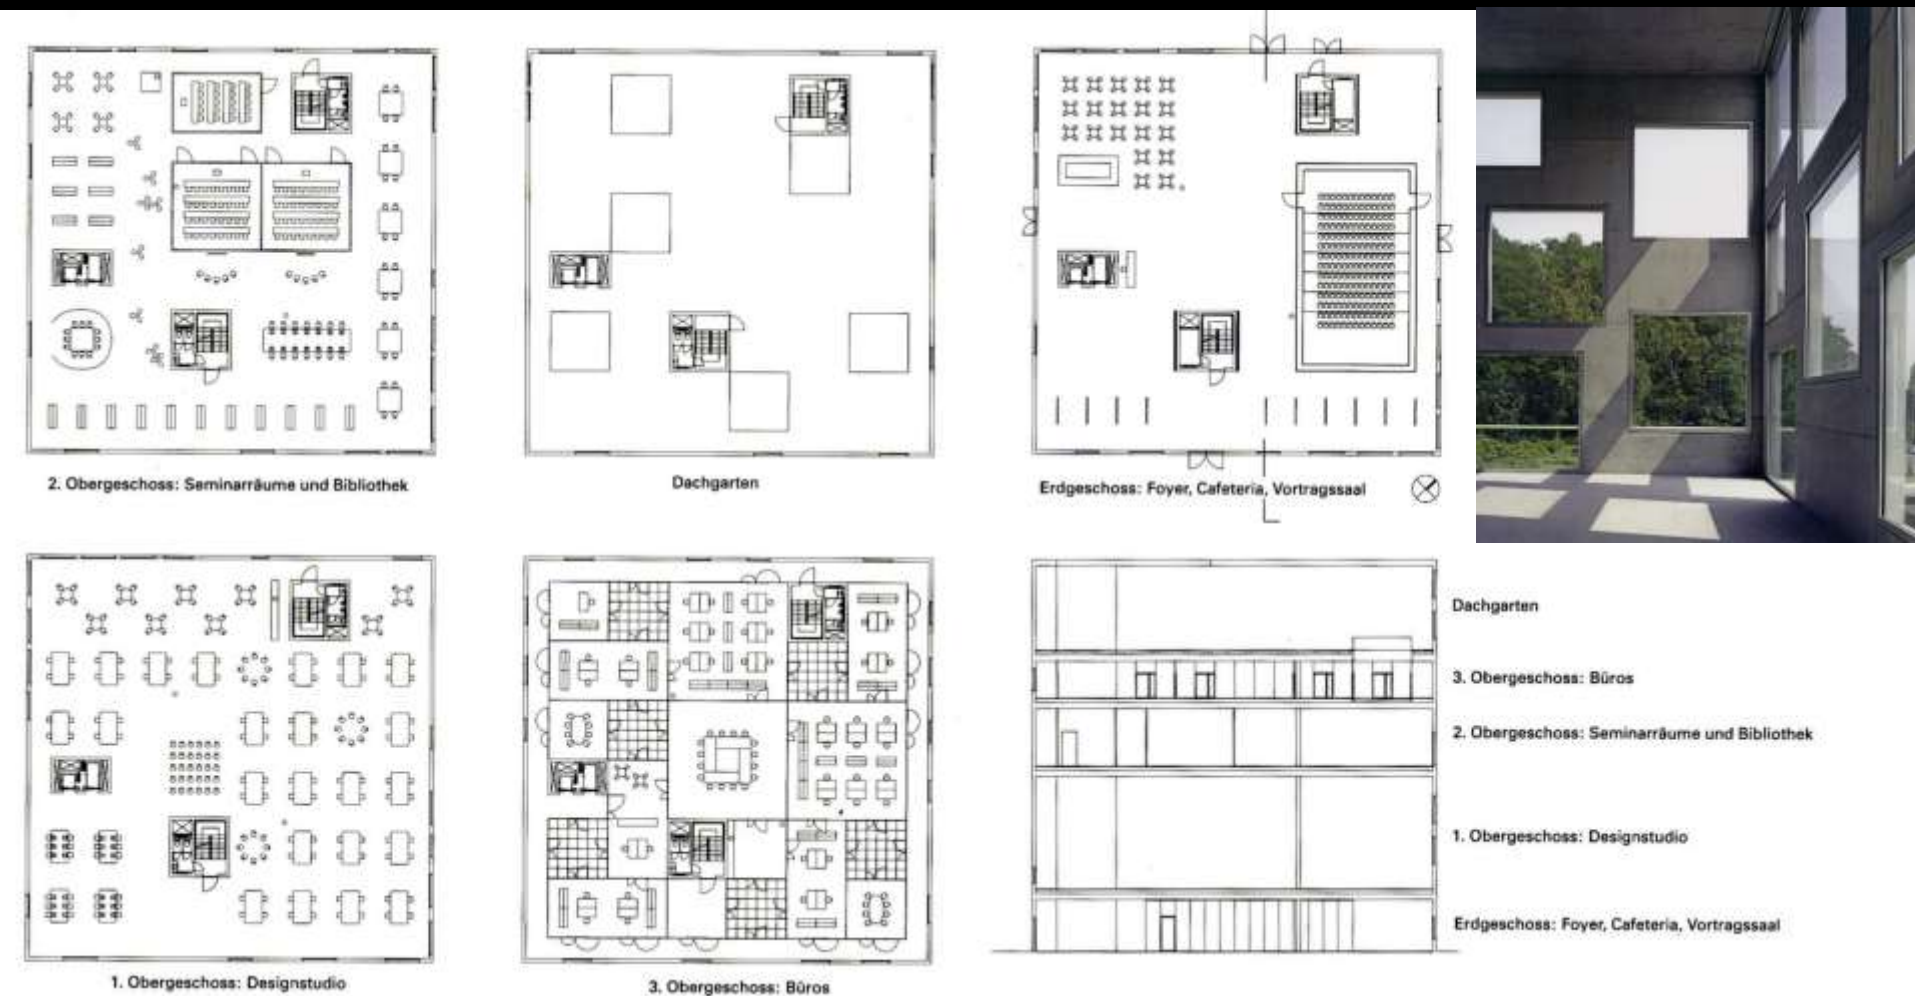 2. Obergeschoss: Seminarräume und Bibliothek
Dachgarten
Erdgeschoss: Foyer, Cafeteria, Vortragssaal
1. Obergeschoss: Designstudio
3. Obergeschoss: Büros
Dachgarten
3. Obergeschoss: Büros
2. Obergeschoss: Seminarräume und Bibliothek
1. Obergeschoss: Designstudio
Erdgeschoss: Foyer, Cafeteria, Vortragssaal